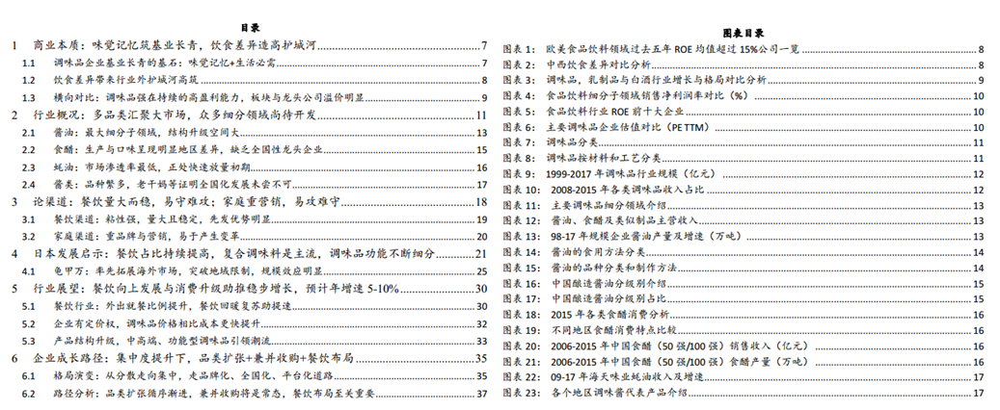 目录
1 商业本质：味觉记忆筑基业长青，饮食差异造高护城河 7
1.1 调味品企业基业长青的基石：味觉记忆+生活必需 7
1.2 饮食差异带来行业外护城河高筑 8
1.3 横向对比：调味品强在持续的高盈利能力，板块与龙头公司溢价明显 9
2 行业概况：多品类汇聚大市场，众多细分领域尚待开发 11
2.1 酱油：最大细分子领域，结构升级空间大 13
2.2 食醋：生产与口味呈现明显地区差异，缺乏全国性龙头企业 15
2.3 蚝油：市场渗透率最低，正处快速放量初期 16
2.4 酱类：品种繁多，老干妈等证明全国化发展未尝不可 17
3 论渠道：餐饮量大而稳，易守难攻；家庭重营销，易攻难守 18
3.1 餐饮渠道：粘性强，量大且稳定，先发优势明显 19
3.2 家庭渠道：重品牌与营销，易于产生变革 20
4 日本发展启示：餐饮占比持续提高，复合调味料是主流，调味品功能不断细分 21
4.1 龟甲万：率先拓展海外市场，突破地域限制，规模效应明显 25
5 行业展望：餐饮向上发展与消费升级助推稳步增长，预计年增速 5-10% 30
5.1 餐饮行业：外出就餐比例提升，餐饮回暖复苏助提速 30
5.2 企业有定价权，调味品价格相比成本更快提升 32
5.3 产品结构升级，中高端、功能型调味品引领潮流 33
6 企业成长路径：集中度提升下，品类扩张+兼并收购+餐饮布局 35
6.1 格局演变：从分散走向集中，走品牌化、全国化、平台化道路 35
6.2 路径分析：品类扩张循序渐进，兼并收购将是常态，餐饮布局至关重要 37
图表目录
图表 1： 欧美食品饮料领域过去五年 ROE 均值超过 15%公司一览 8
图表 2： 中西饮食差异对比分析 8
图表 3： 调味品，乳制品与白酒行业增长与格局对比分析 9
图表 4： 食品饮料细分子领域销售净利润率对比（%） 10
图表 5： 食品饮料行业 ROE 前十大企业 10
图表 6： 主要调味品企业估值对比（PE TTM） 10
图表 7： 调味品分类 11
图表 8： 调味品按材料和工艺分类 11
图表 9： 1999-2017 年调味品行业规模（亿元） 12
图表 10： 2008-2015 年各类调味品收入占比 12
图表 11： 主要调味品细分领域介绍 13
图表 12： 酱油、食醋及类似制品主营收入 13
图表 13： 98-17 年规模企业酱油产量及增速（万吨） 13
图表 14： 酱油的食用方法分类 14
图表 15： 酱油的品种分类和制作方法 14
图表 16： 中国酿造酱油分级别介绍 15
图表 17： 中国酿造酱油分级别占比 15
图表 18： 2015 年各类食醋消费分析 16
图表 19： 不同地区食醋消费特点比较 16
图表 20： 2006-2015 年中国食醋（50 强/100 强）销售收入（亿元） 16
图表 21： 2006-2015 年中国食醋（50 强/100 强）食醋产量（万吨） 16
图表 22： 09-17 年海天味业蚝油收入及增速 17
图表 23： 各个地区调味酱代表产品介绍 17